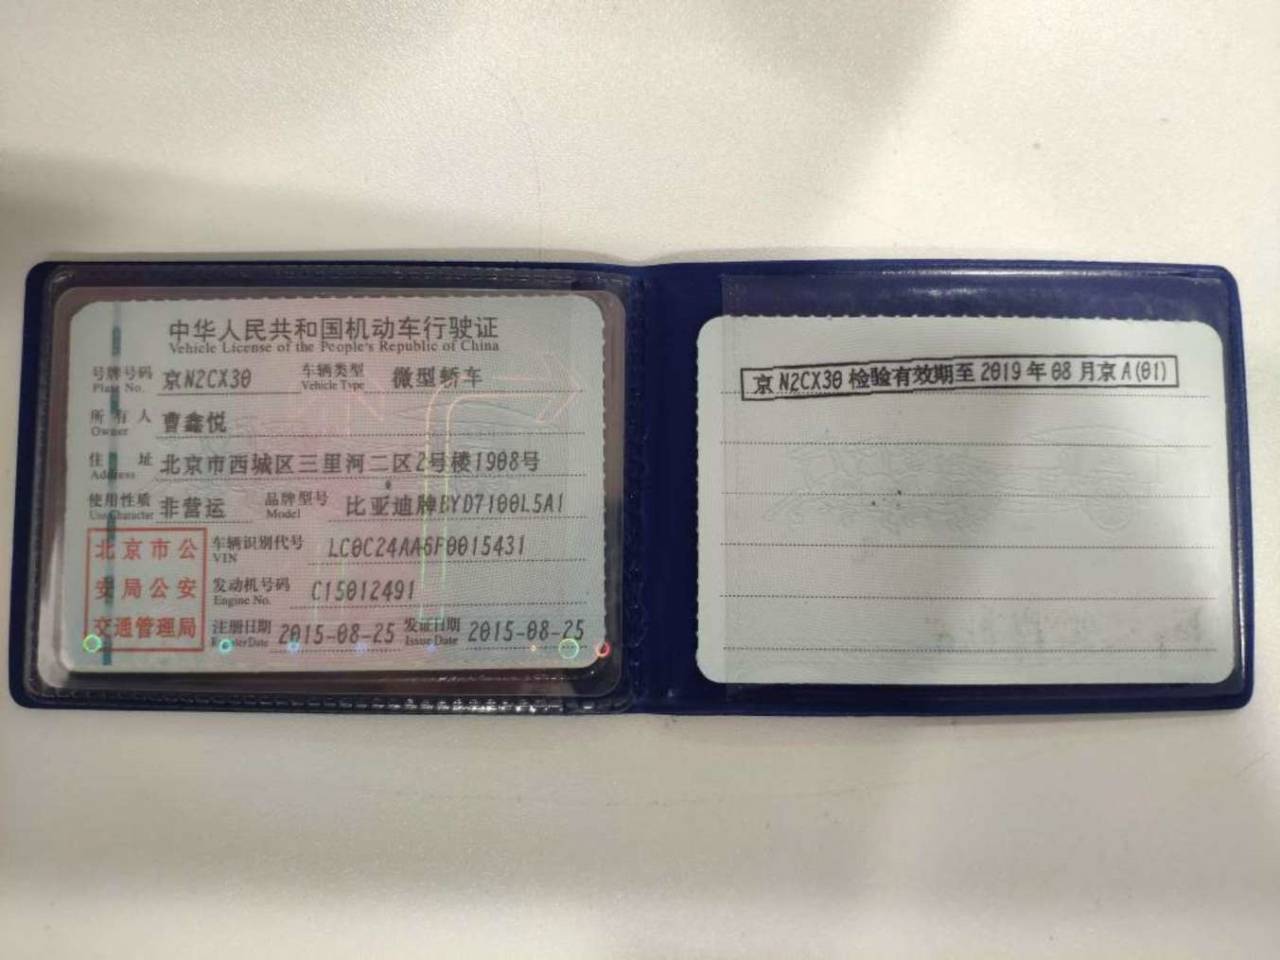 中华人民共和国机动车行驶证
Vehicle License of the People's Republic of China
号牌号码 京N2CX30 车辆类型 微型轿车
Plate No. Vehicle Type
所有人 曹鑫悦
Owner
住址 北京市西城区三里河二区2号楼1908号
Address
使用性质 非营运 品牌型号 比亚迪牌BYD7100L5A1
Use Character Model
北京市公
安局公安
交通管理局
车辆识别代号 LC0C24AA6F0015431
VIN
发动机号码 C15012491
Engine No.
注册日期 2015-08-25 发证日期 2015-08-25
Register Date Issue Date
京N2CX30检验有效期至2019年08月京A(01)